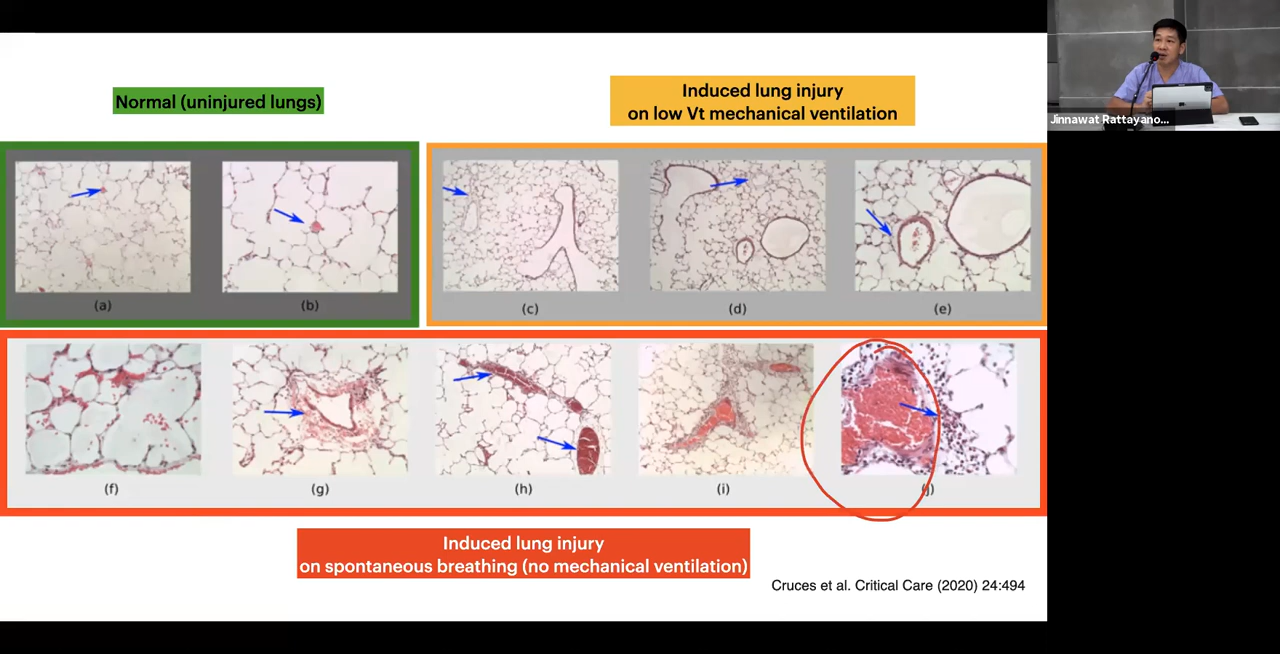 Normal (uninjured lungs)
Induced lung injury
on low Vt mechanical ventilation
Jinnawat Rattayano...
(a)
(b)
(c)
(d)
(e)
(f)
(g)
(h)
(i)
(j)
Induced lung injury
on spontaneous breathing (no mechanical ventilation)
Cruces et al. Critical Care (2020) 24:494